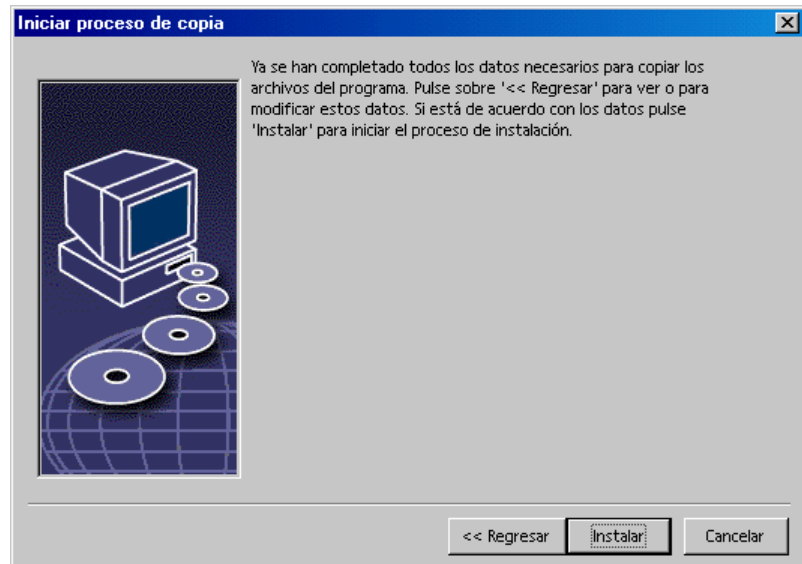 Iniciar proceso de copia
Ya se han completado todos los datos necesarios para copiar los
archivos del programa. Pulse sobre '<< Regresar' para ver o para
modificar estos datos. Si está de acuerdo con los datos pulse
'Instalar' para iniciar el proceso de instalación.
<< Regresar Instalar Cancelar